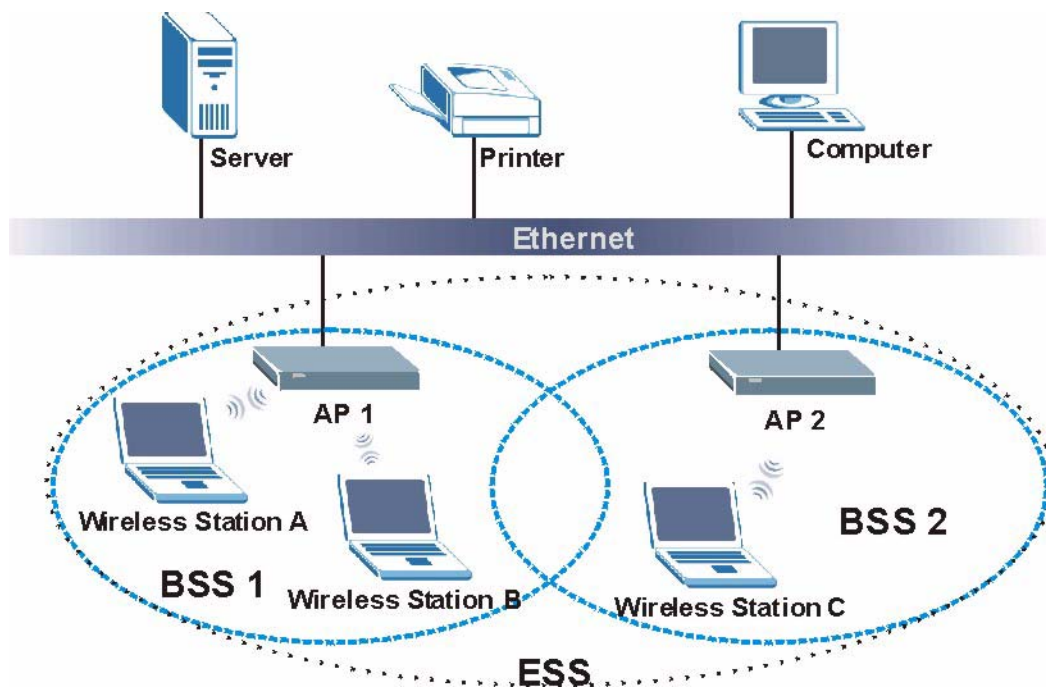 Server
Printer
Computer
Ethernet
AP 1
AP 2
Wireless Station A
BSS 2
BSS 1
Wireless Station B
Wireless Station C
ESS